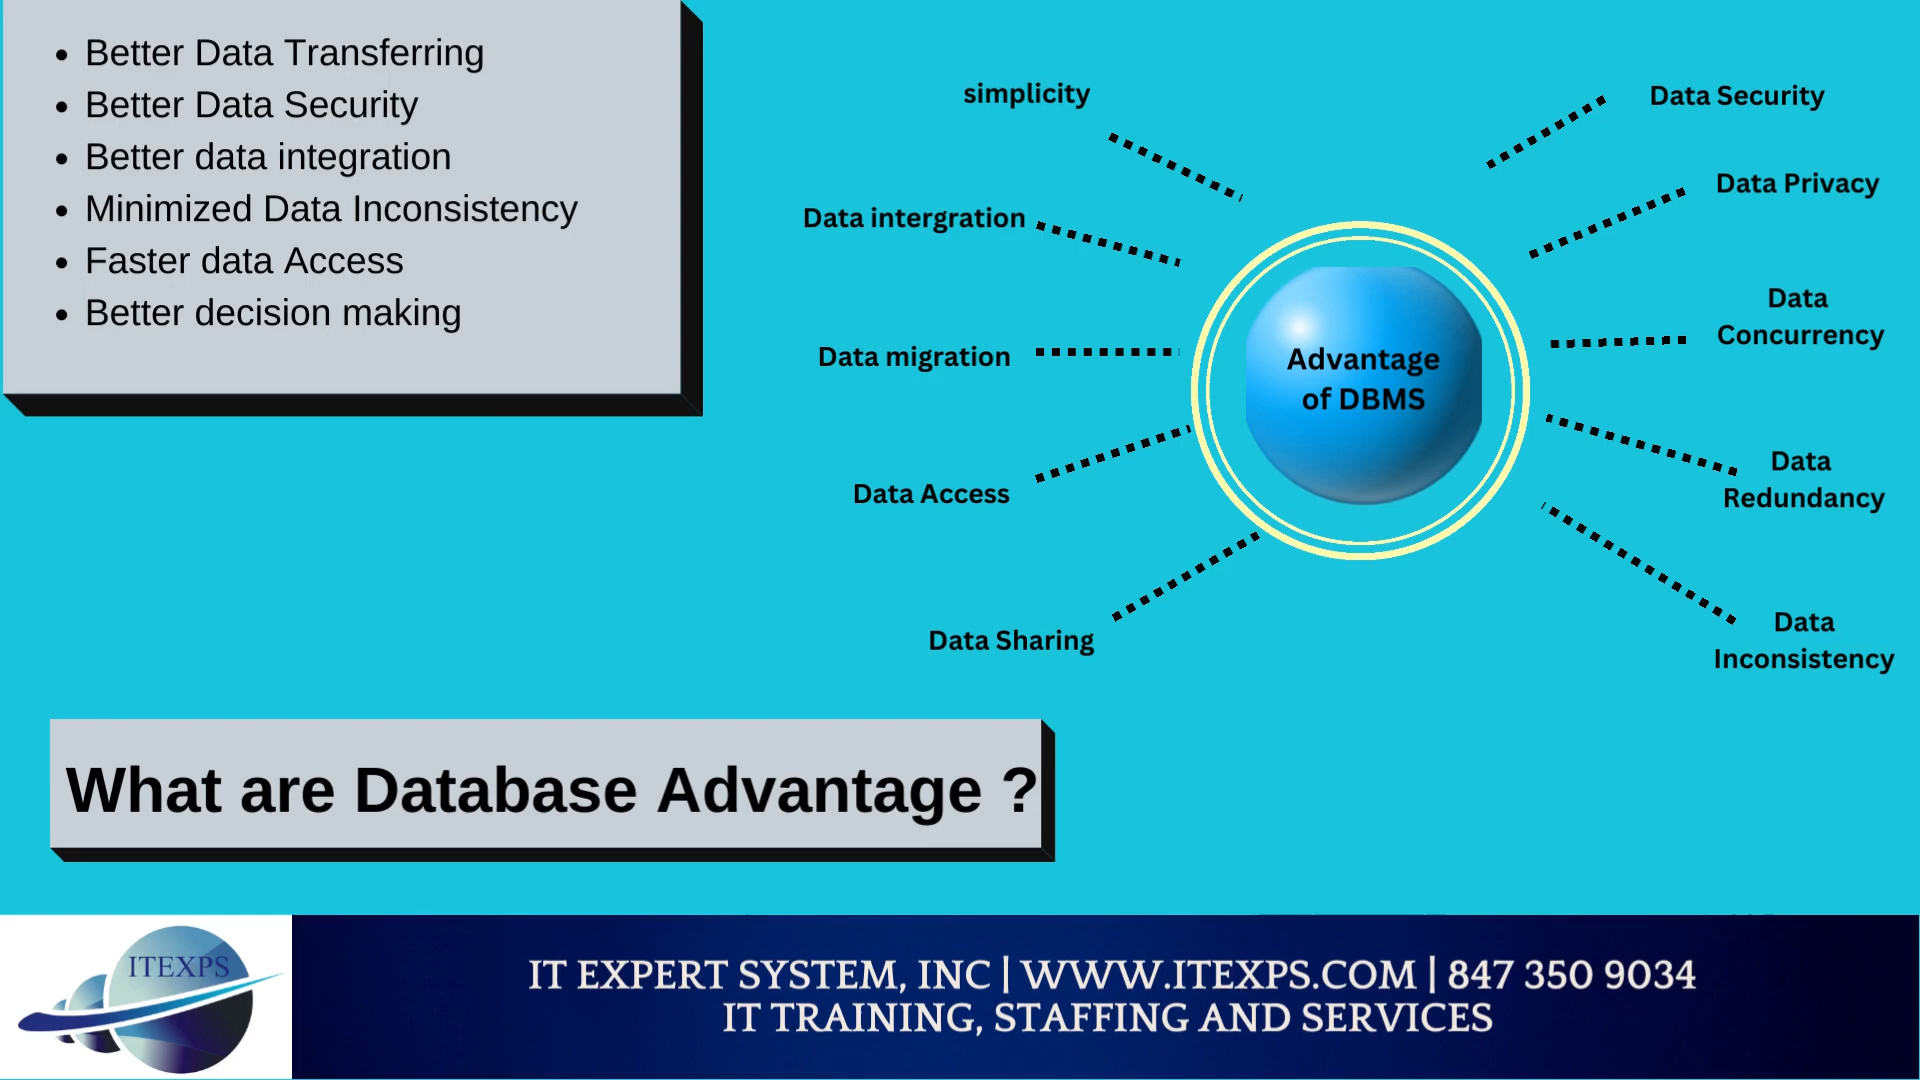 Better Data Transferring
Better Data Security
Better data integration
Minimized Data Inconsistency
Faster data Access
Better decision making
simplicity
Data intergration
Data migration
Data Access
Data Sharing
Advantage
of DBMS
Data Security
Data Privacy
Data
Concurrency
Data
Redundancy
Data
Inconsistency
What are Database Advantage ?
ITEXPS
IT EXPERT SYSTEM, INC | WWW.ITEXPS.COM | 847 350 9034
IT TRAINING, STAFFING AND SERVICES